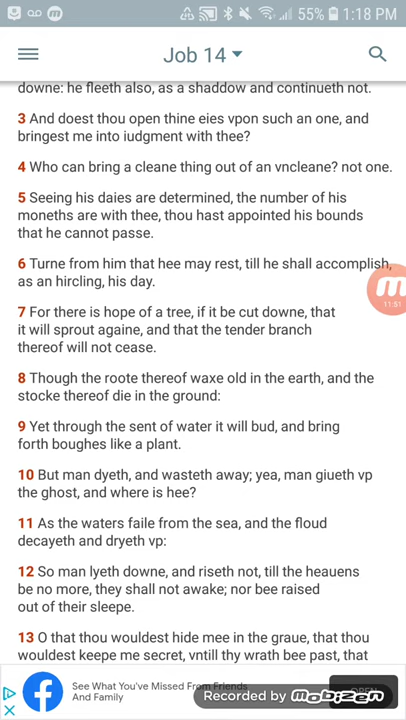 55% 1:18 PM
Job 14
downe: he fleeth also, as a shaddow and continueth not.
3 And doest thou open thine eies vpon such an one, and
bringest me into iudgment with thee?
4 Who can bring a cleane thing out of an vncleane? not one.
5 Seeing his daies are determined, the number of his
moneths are with thee, thou hast appointed his bounds
that he cannot passe.
6 Turne from him that hee may rest, till he shall accomplish,
as an hircling, his day.
7 For there is hope of a tree, if it be cut downe, that
it will sprout againe, and that the tender branch
thereof will not cease.
8 Though the roote thereof waxe old in the earth, and the
stocke thereof die in the ground:
9 Yet through the sent of water it will bud, and bring
forth boughes like a plant.
10 But man dyeth, and wasteth away; yea, man giueth vp
the ghost, and where is hee?
11 As the waters faile from the sea, and the floud
decayeth and dryeth vp:
12 So man lyeth downe, and riseth not, till the heauens
be no more, they shall not awake; nor bee raised
out of their sleepe.
13 O that thou wouldest hide mee in the graue, that thou
wouldest keepe me secret, vntill thy wrath bee past, that
11:51
See What You've Missed From Friends
And Family
OPEN
Recorded by mobizen